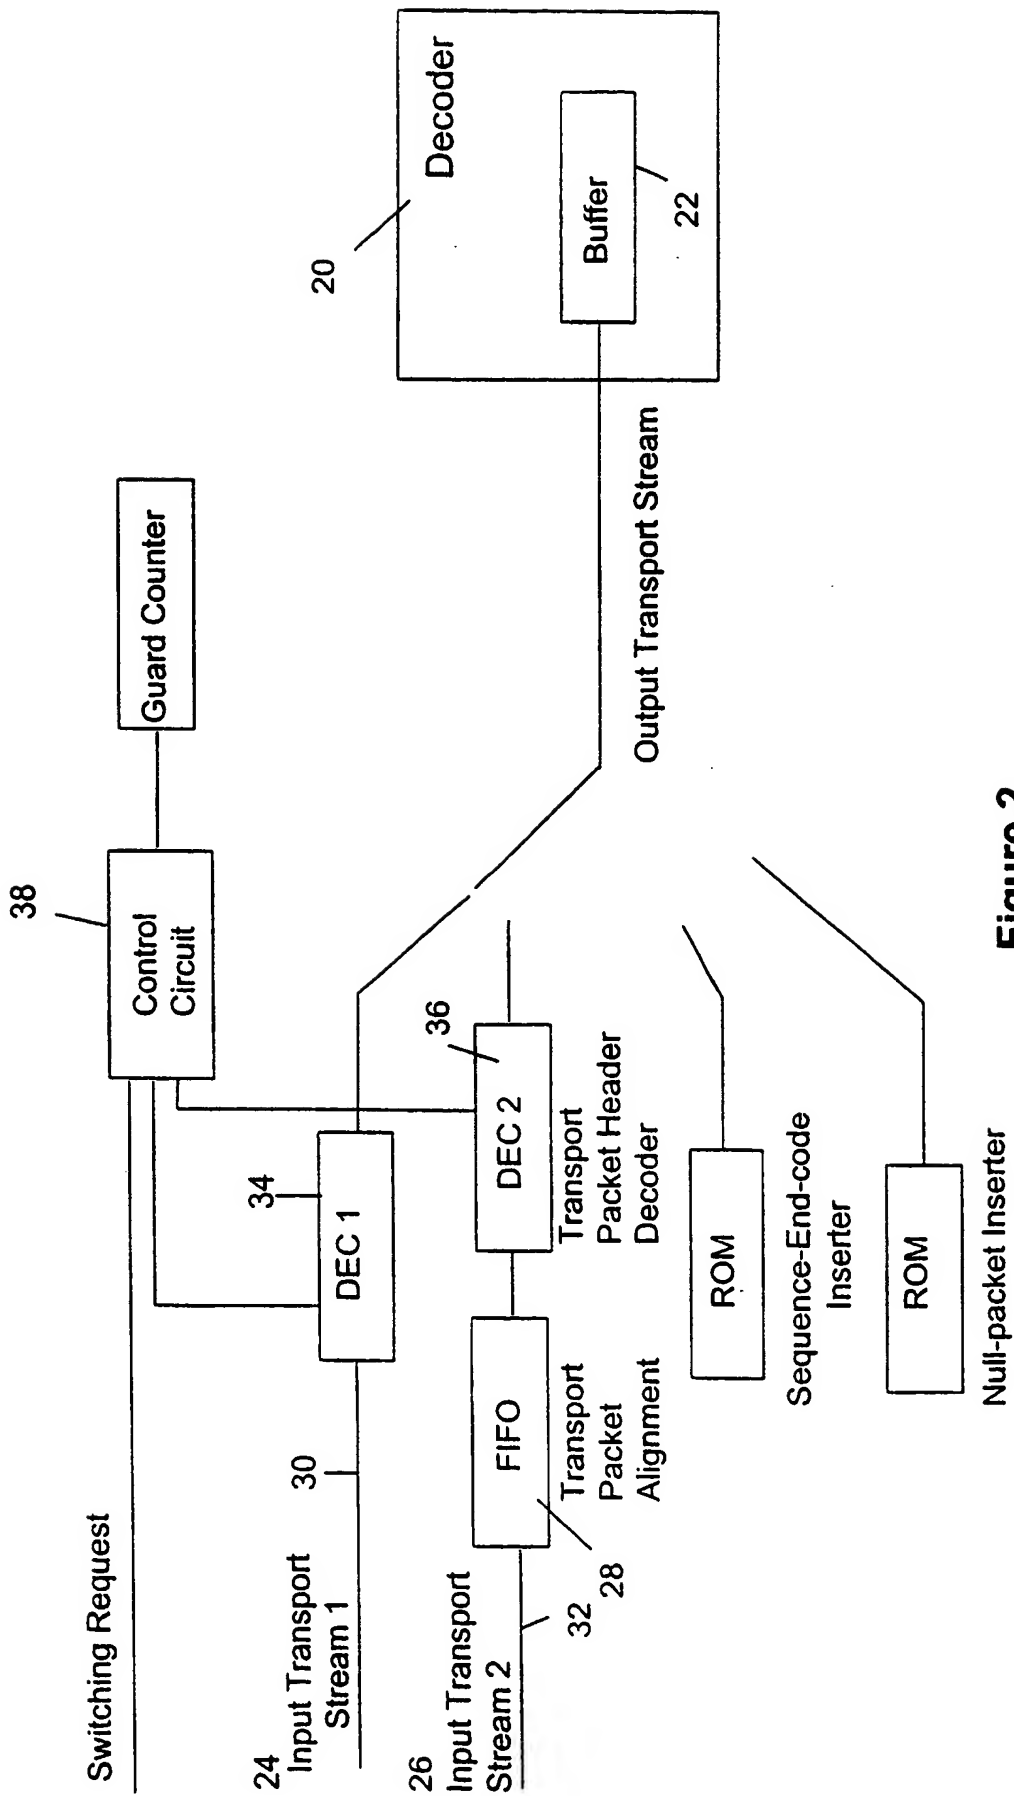 Switching Request
38
Control
Circuit
Guard Counter
24
Input Transport
Stream 1
30
34
DEC 1
20
Decoder
Buffer
22
26
Input Transport
Stream 2
32
28
FIFO
Transport
Packet
Alignment
36
DEC 2
Transport
Packet Header
Decoder
Output Transport Stream
ROM
Sequence-End-code
Inserter
ROM
Null-packet Inserter
Figure 2